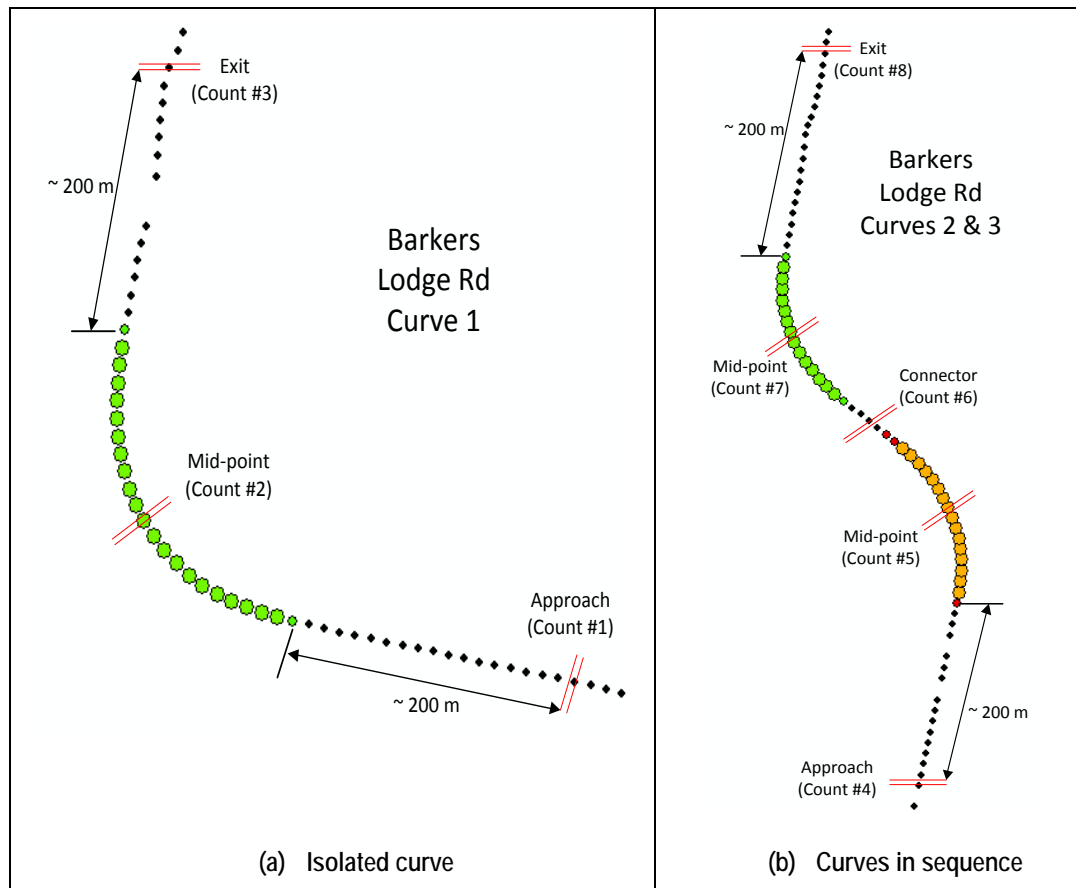 Exit
(Count #3)
~ 200 m
Barkers
Lodge Rd
Curve 1
Mid-point
(Count #2)
Approach
(Count #1)
~ 200 m
(a) Isolated curve
Exit
(Count #8)
~ 200 m
Barkers
Lodge Rd
Curves 2 & 3
Mid-point
(Count #7)
Connector
(Count #6)
Mid-point
(Count #5)
~ 200 m
Approach
(Count #4)
(b) Curves in sequence